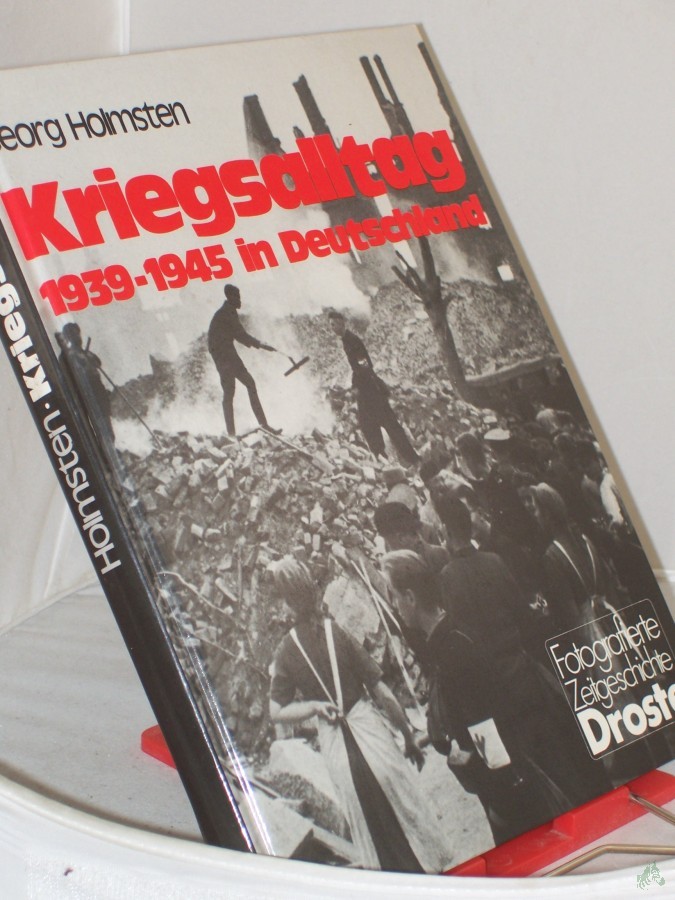 eorg Holmsten
Kriegsalltag
1939-1945 in Deutschland
Holmsten · Krieg
Fotografierte
Zeitgeschichte
Droste